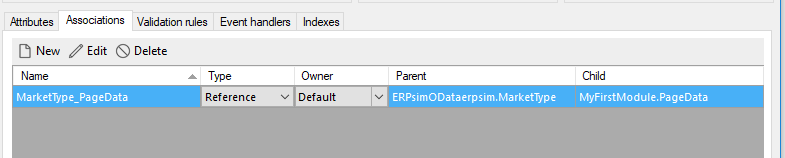 Attributes Associations Validation rules Event handlers Indexes
New Edit Delete
Name Type Owner Parent Child
MarketType_PageData Reference Default ERPsimODataerpsim.MarketType MyFirstModule.PageData